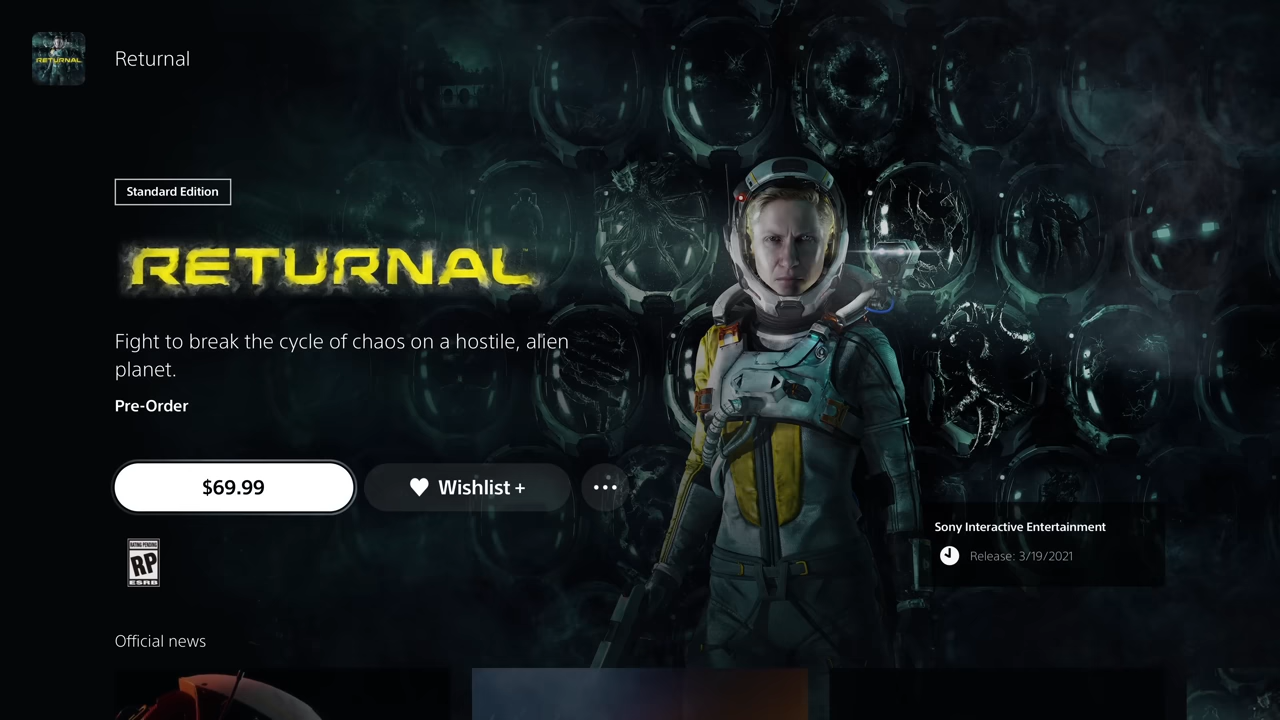 RETURNAL
Returnal
Standard Edition
RETURNAL
Fight to break the cycle of chaos on a hostile, alien
planet.
Pre-Order
$69.99
Wishlist +
Sony Interactive Entertainment
Release: 3/19/2021
RATING PENDING
RP
ESRB
Official news